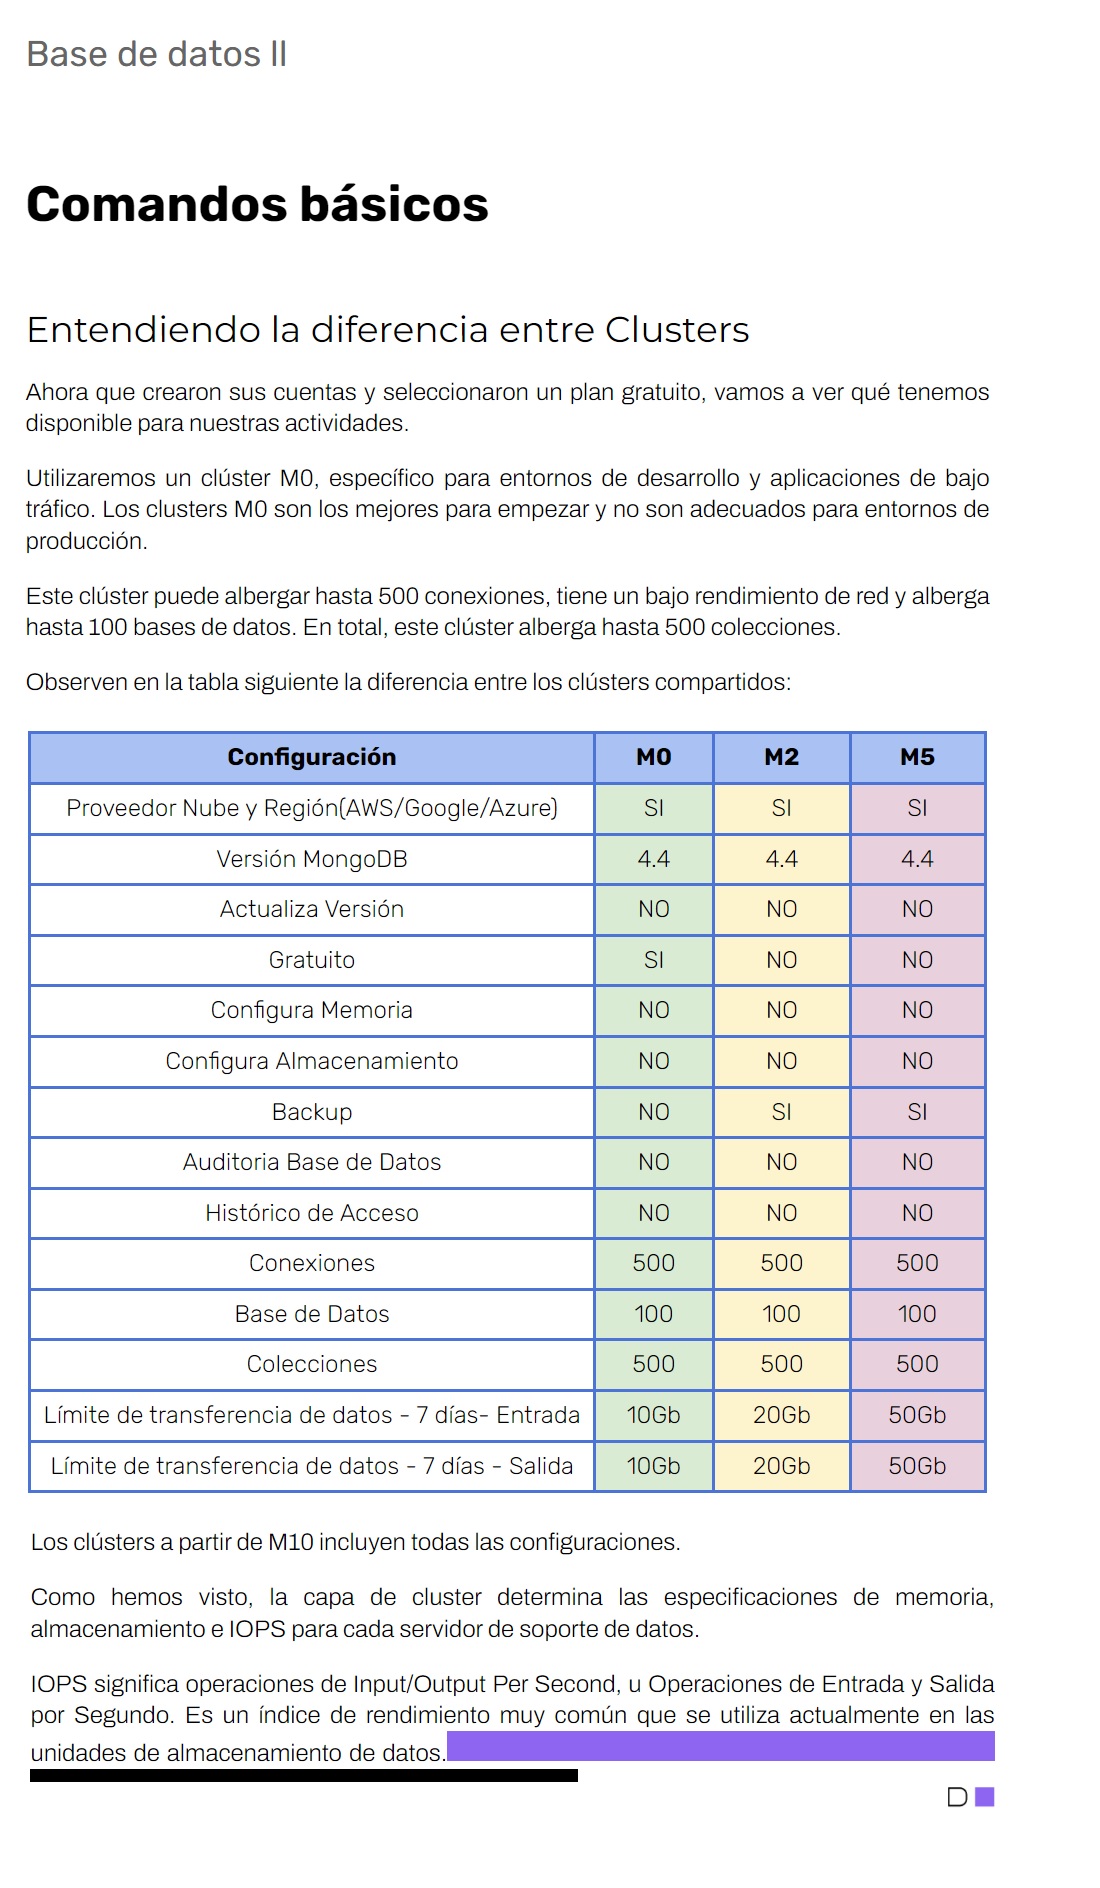 Base de datos II
Comandos básicos
Entendiendo la diferencia entre Clusters
Ahora que crearon sus cuentas y seleccionaron un plan gratuito, vamos a ver qué tenemos
disponible para nuestras actividades.
Utilizaremos un clúster M0, específico para entornos de desarrollo y aplicaciones de bajo
tráfico. Los clusters M0 son los mejores para empezar y no son adecuados para entornos de
producción.
Este clúster puede albergar hasta 500 conexiones, tiene un bajo rendimiento de red y alberga
hasta 100 bases de datos. En total, este clúster alberga hasta 500 colecciones.
Observen en la tabla siguiente la diferencia entre los clústers compartidos:
Configuración M0 M2 M5
Proveedor Nube y Región(AWS/Google/Azure) SI SI SI
Versión MongoDB 4.4 4.4 4.4
Actualiza Versión NO NO NO
Gratuito SI NO NO
Configura Memoria NO NO NO
Configura Almacenamiento NO NO NO
Backup NO SI SI
Auditoria Base de Datos NO NO NO
Histórico de Acceso NO NO NO
Conexiones 500 500 500
Base de Datos 100 100 100
Colecciones 500 500 500
Límite de transferencia de datos - 7 días- Entrada 10Gb 20Gb 50Gb
Límite de transferencia de datos - 7 días - Salida 10Gb 20Gb 50Gb
Los clústers a partir de M10 incluyen todas las configuraciones.
Como hemos visto, la capa de cluster determina las especificaciones de memoria,
almacenamiento e IOPS para cada servidor de soporte de datos.
IOPS significa operaciones de Input/Output Per Second, u Operaciones de Entrada y Salida
por Segundo. Es un índice de rendimiento muy común que se utiliza actualmente en las
unidades de almacenamiento de datos.
D